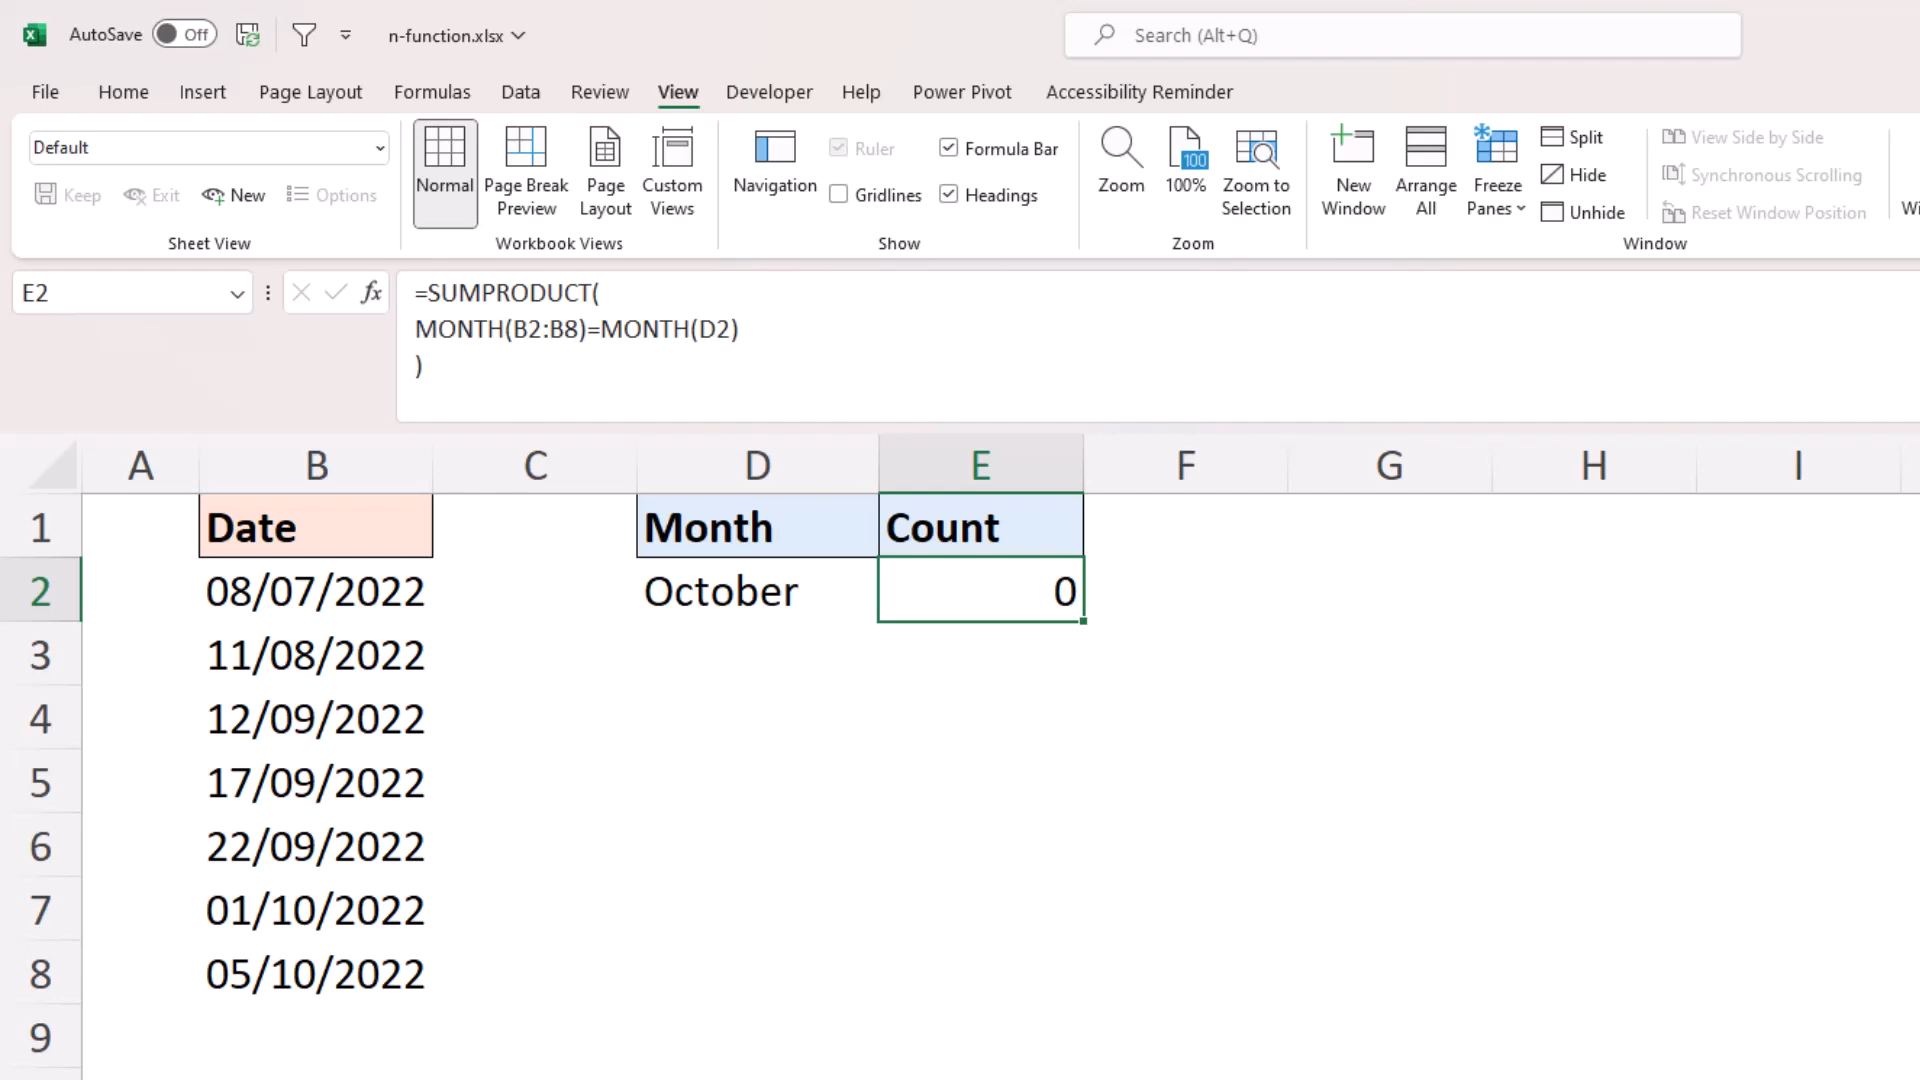 AutoSave Off n-function.xlsx Search (Alt+Q)
File Home Insert Page Layout Formulas Data Review View Developer Help Power Pivot Accessibility Reminder
Default
Keep Exit New Options
Sheet View
Normal
Page Break Preview
Page Layout
Custom Views
Workbook Views
Navigation
Ruler
Formula Bar
Gridlines
Headings
Show
Zoom
100
100%
Zoom to Selection
Zoom
New Window
Arrange All
Freeze Panes
Split
Hide
Unhide
View Side by Side
Synchronous Scrolling
Reset Window Position
Window
E2
fx
=SUMPRODUCT(
MONTH(B2:B8)=MONTH(D2)
)
A B C D E F G H I
1 Date Month Count
2 08/07/2022 October 0
3 11/08/2022
4 12/09/2022
5 17/09/2022
6 22/09/2022
7 01/10/2022
8 05/10/2022
9